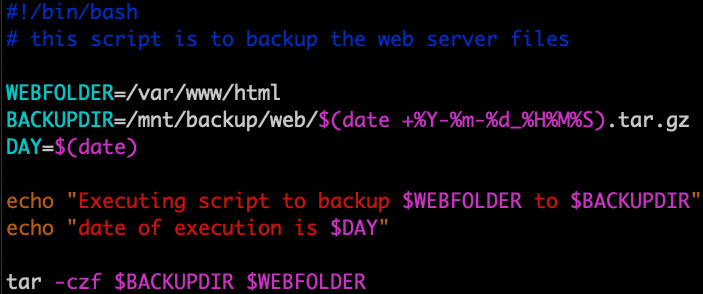 #!/bin/bash
# this script is to backup the web server files
WEBFOLDER=/var/www/html
BACKUPDIR=/mnt/backup/web/$(date +%Y-%m-%d_%H%M%S).tar.gz
DAY=$(date)
echo "Executing script to backup $WEBFOLDER to $BACKUPDIR"
echo "date of execution is $DAY"
tar -czf $BACKUPDIR $WEBFOLDER